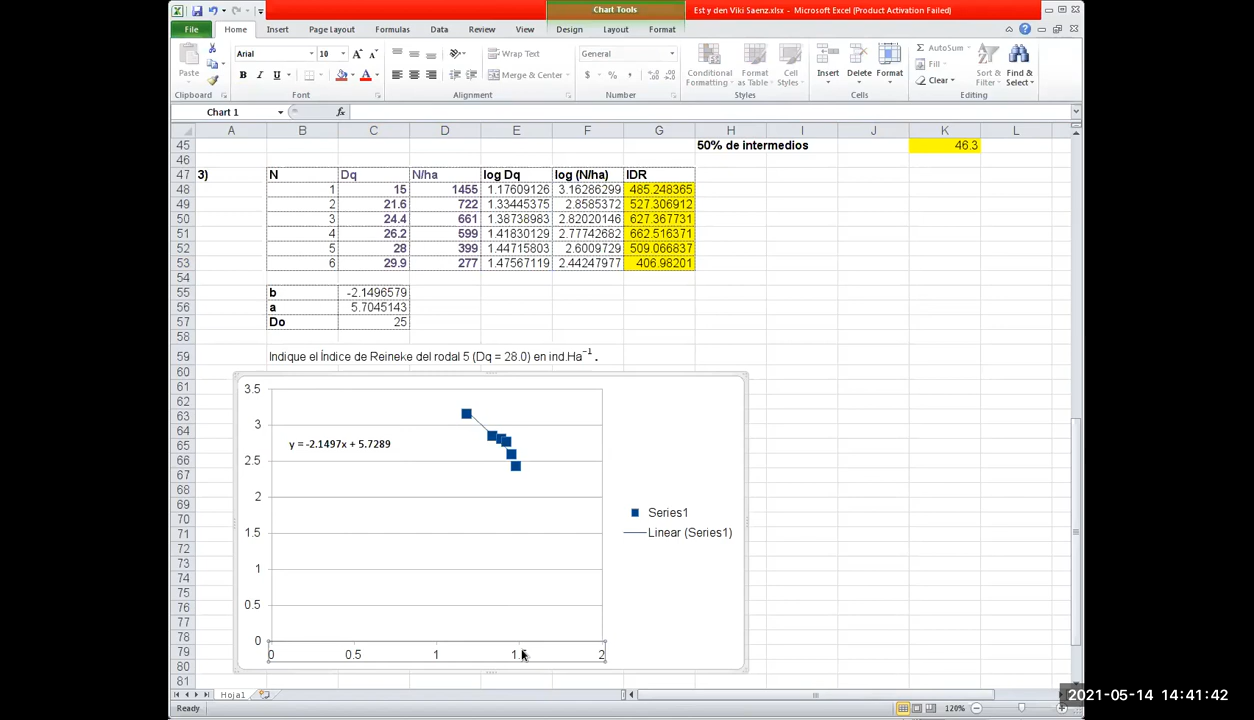 Chart Tools
Est y den Viki Saenz.xlsx - Microsoft Excel (Product Activation Failed)
File Home Insert Page Layout Formulas Data Review View Design Layout Format
Paste
Arial 10 A A
B I U A
Wrap Text
Merge & Center
General
$ % ,
Conditional Formatting
Format as Table
Cell Styles
Insert Delete Format
AutoSum
Fill
Clear
Sort & Filter
Find & Select
Clipboard Font Alignment Number Styles Cells Editing
Chart 1 fx
A B C D E F G H I J K L
45 50% de intermedios 46.3
46
47 3) N Dq N/ha log Dq log (N/ha) IDR
48 1 15 1455 1.17609126 3.16286299 485.248365
49 2 21.6 722 1.33445375 2.8585372 527.306912
50 3 24.4 661 1.38738983 2.82020146 627.367731
51 4 26.2 599 1.41830129 2.77742682 662.516371
52 5 28 399 1.44715803 2.6009729 509.066837
53 6 29.9 277 1.47567119 2.44247977 406.98201
54
55 b -2.1496579
56 a 5.7045143
57 Do 25
58
59 Indique el Índice de Reineke del rodal 5 (Dq = 28.0) en ind.Ha⁻¹ .
60
61
62
63
64
65
66
67
68
69
70
71
72
73
74
75
76
77
78
79
80
81
3.5
3
y = -2.1497x + 5.7289
2.5
2
1.5
1
0.5
0
0 0.5 1 1.5 2
Series1
Linear (Series1)
Hoja1
Ready 120%
2021-05-14 14:41:42